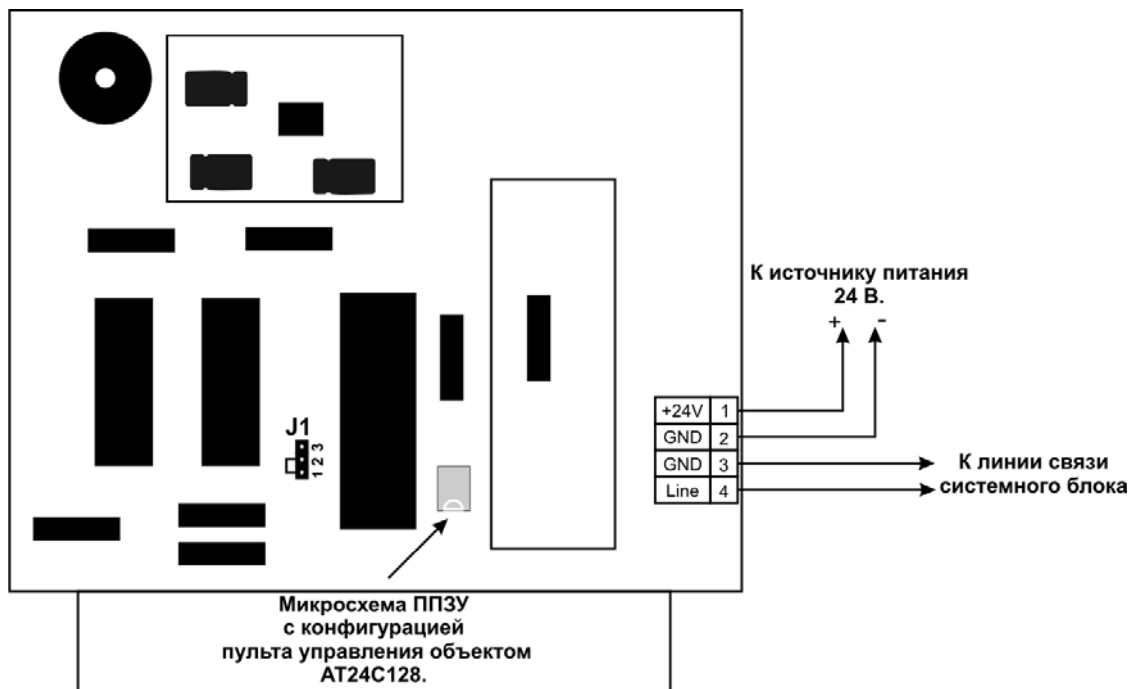 К источнику питания
24 В.
+ -
+24V 1
GND 2
GND 3
Line 4
К линии связи
системного блока
J1
1 2 3
Микросхема ППЗУ
с конфигурацией
пульта управления объектом
AT24C128.